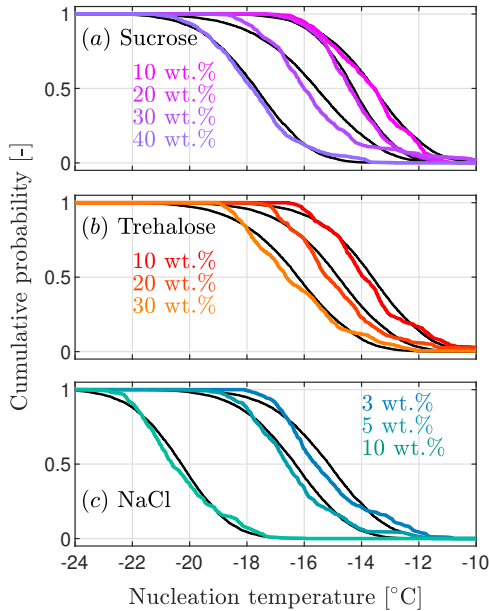 1
(a) Sucrose
10 wt.%
20 wt.%
30 wt.%
40 wt.%
0.5
0
1
(b) Trehalose
10 wt.%
20 wt.%
30 wt.%
0.5
0
1
3 wt.%
5 wt.%
10 wt.%
0.5
(c) NaCl
0
Cumulative probability [-]
-24 -22 -20 -18 -16 -14 -12 -10
Nucleation temperature [°C]